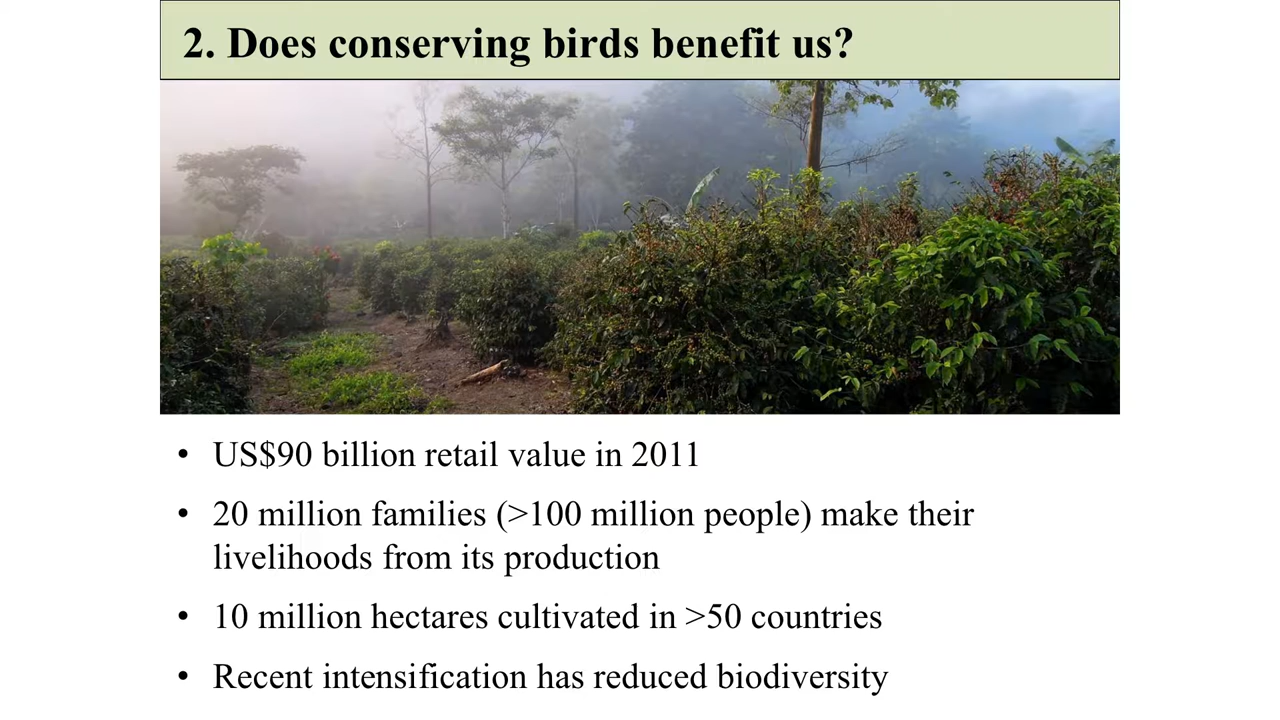 2. Does conserving birds benefit us?
• US$90 billion retail value in 2011
• 20 million families (>100 million people) make their
livelihoods from its production
• 10 million hectares cultivated in >50 countries
• Recent intensification has reduced biodiversity